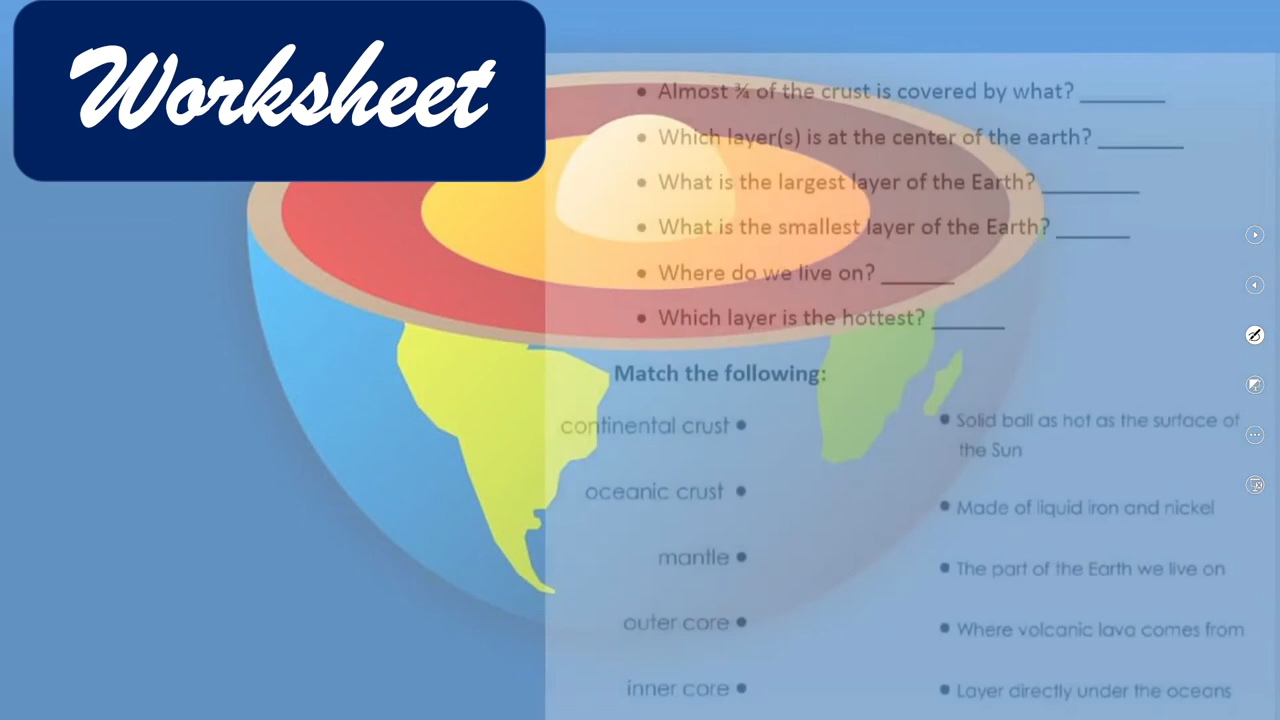 Worksheet
• Almost ¾ of the crust is covered by what? ________
• Which layer(s) is at the center of the earth? ________
• What is the largest layer of the Earth? _________
• What is the smallest layer of the Earth? _______
• Where do we live on? _______
• Which layer is the hottest? _______
Match the following:
continental crust •
• Solid ball as hot as the surface of
the Sun
oceanic crust •
• Made of liquid iron and nickel
mantle •
• The part of the Earth we live on
outer core •
• Where volcanic lava comes from
inner core •
• Layer directly under the oceans